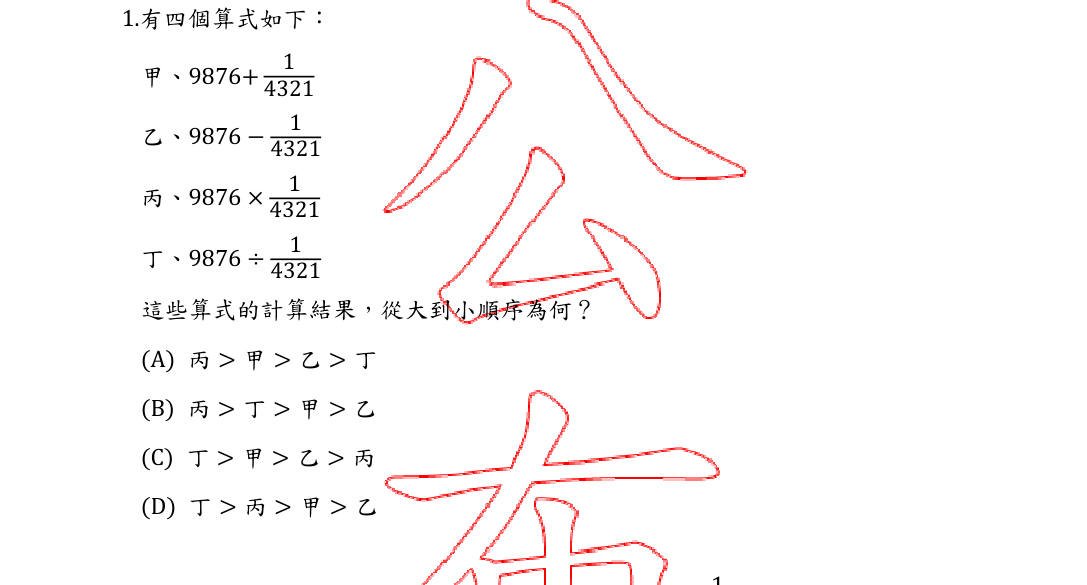 1.有四個算式如下：
甲、9876+1/4321
乙、9876－1/4321
丙、9876×1/4321
丁、9876÷1/4321
這些算式的計算結果，從大到小順序為何？
(A) 丙＞甲＞乙＞丁
(B) 丙＞丁＞甲＞乙
(C) 丁＞甲＞乙＞丙
(D) 丁＞丙＞甲＞乙
公
布
1